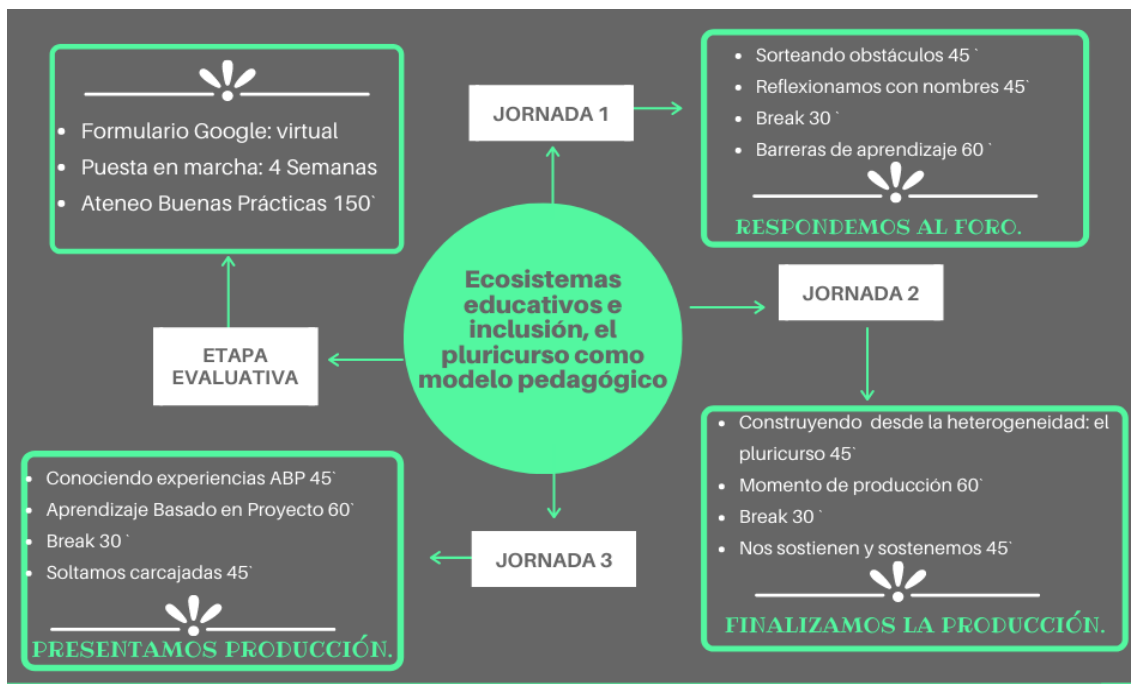 Ecosistemas
educativos e
inclusión, el
pluricurso como
modelo pedagógico
JORNADA 1
• Sorteando obstáculos 45 `
• Reflexionamos con nombres 45`
• Break 30 `
• Barreras de aprendizaje 60 `
RESPONDEMOS AL FORO.
JORNADA 2
• Construyendo desde la heterogeneidad: el
pluricurso 45`
• Momento de producción 60`
• Break 30 `
• Nos sostienen y sostenemos 45`
FINALIZAMOS LA PRODUCCIÓN.
JORNADA 3
• Conociendo experiencias ABP 45`
• Aprendizaje Basado en Proyecto 60`
• Break 30 `
• Soltamos carcajadas 45`
PRESENTAMOS PRODUCCIÓN.
ETAPA
EVALUATIVA
• Formulario Google: virtual
• Puesta en marcha: 4 Semanas
• Ateneo Buenas Prácticas 150`